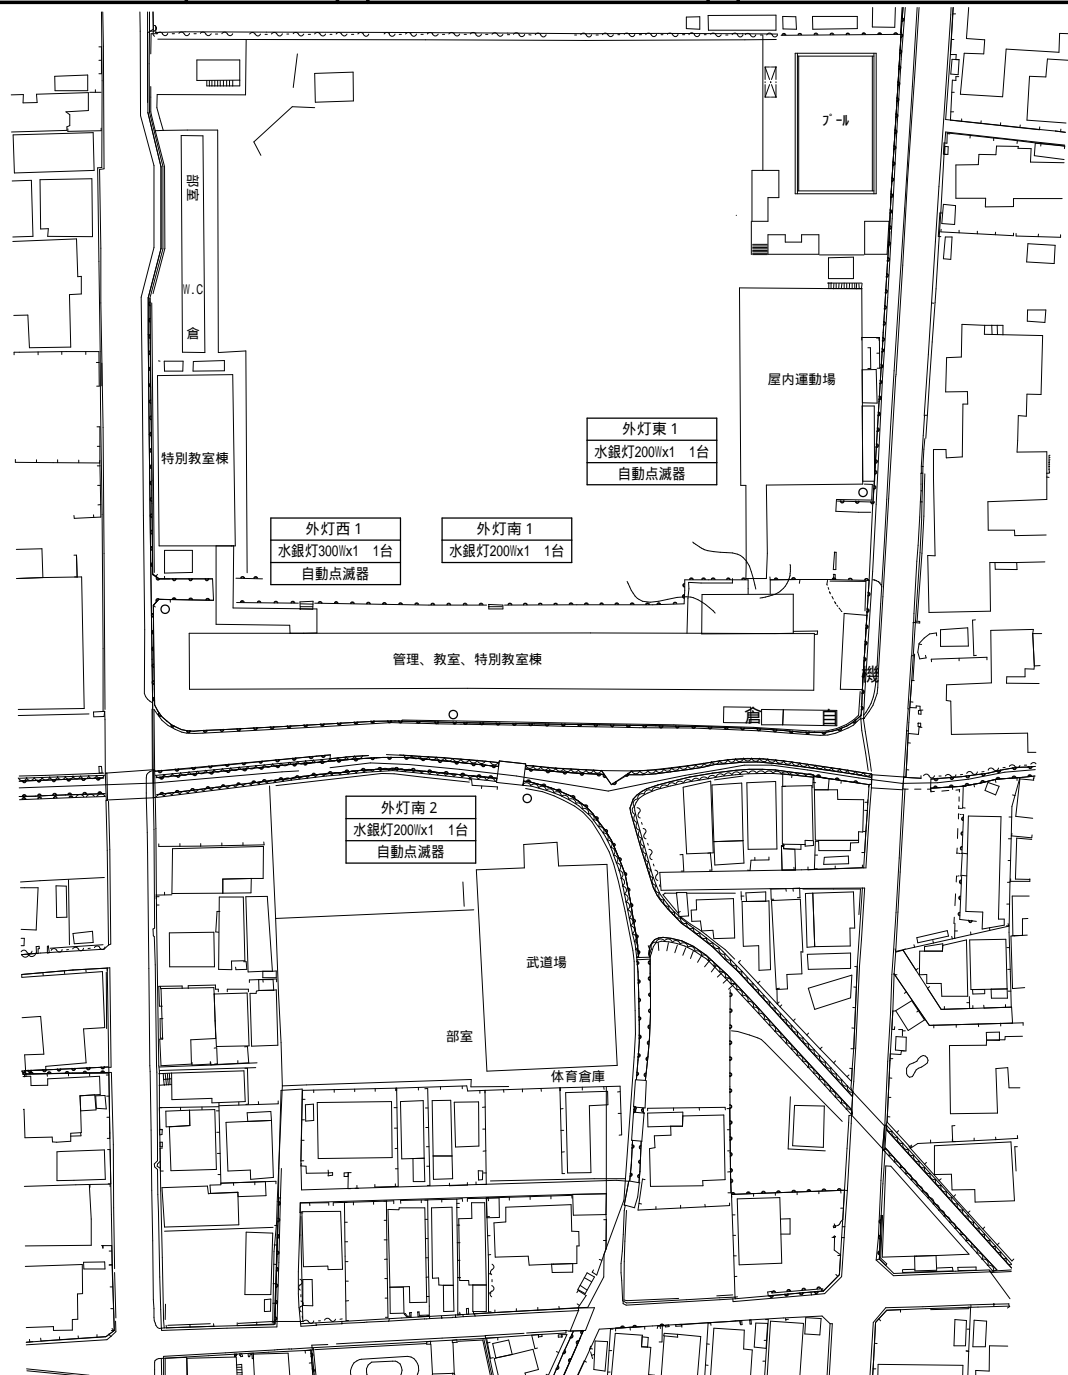 プール
部室
W.C
倉
屋内運動場
特別教室棟
外灯東1
水銀灯200Wx1 1台
自動点滅器
外灯西1
水銀灯300Wx1 1台
自動点滅器
外灯南1
水銀灯200Wx1 1台
管理、教室、特別教室棟
機
倉
外灯南2
水銀灯200Wx1 1台
自動点滅器
武道場
部室
体育倉庫